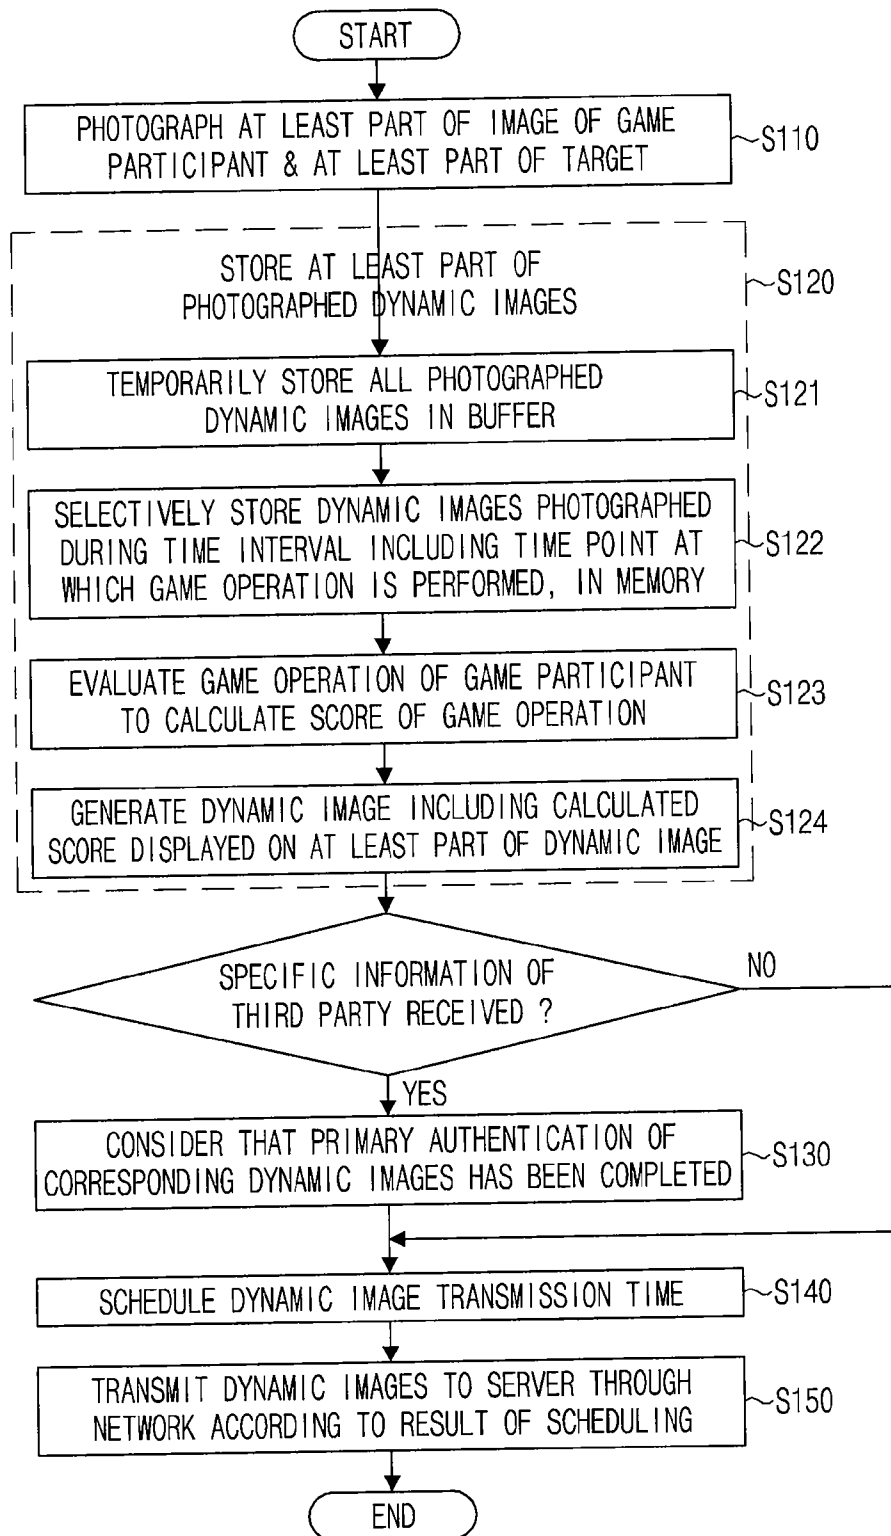 START
PHOTOGRAPH AT LEAST PART OF IMAGE OF GAME
PARTICIPANT & AT LEAST PART OF TARGET
S110
STORE AT LEAST PART OF
PHOTOGRAPHED DYNAMIC IMAGES
S120
TEMPORARILY STORE ALL PHOTOGRAPHED
DYNAMIC IMAGES IN BUFFER
S121
SELECTIVELY STORE DYNAMIC IMAGES PHOTOGRAPHED
DURING TIME INTERVAL INCLUDING TIME POINT AT
WHICH GAME OPERATION IS PERFORMED, IN MEMORY
S122
EVALUATE GAME OPERATION OF GAME PARTICIPANT
TO CALCULATE SCORE OF GAME OPERATION
S123
GENERATE DYNAMIC IMAGE INCLUDING CALCULATED
SCORE DISPLAYED ON AT LEAST PART OF DYNAMIC IMAGE
S124
SPECIFIC INFORMATION OF
THIRD PARTY RECEIVED ?
NO
YES
CONSIDER THAT PRIMARY AUTHENTICATION OF
CORRESPONDING DYNAMIC IMAGES HAS BEEN COMPLETED
S130
SCHEDULE DYNAMIC IMAGE TRANSMISSION TIME
S140
TRANSMIT DYNAMIC IMAGES TO SERVER THROUGH
NETWORK ACCORDING TO RESULT OF SCHEDULING
S150
END